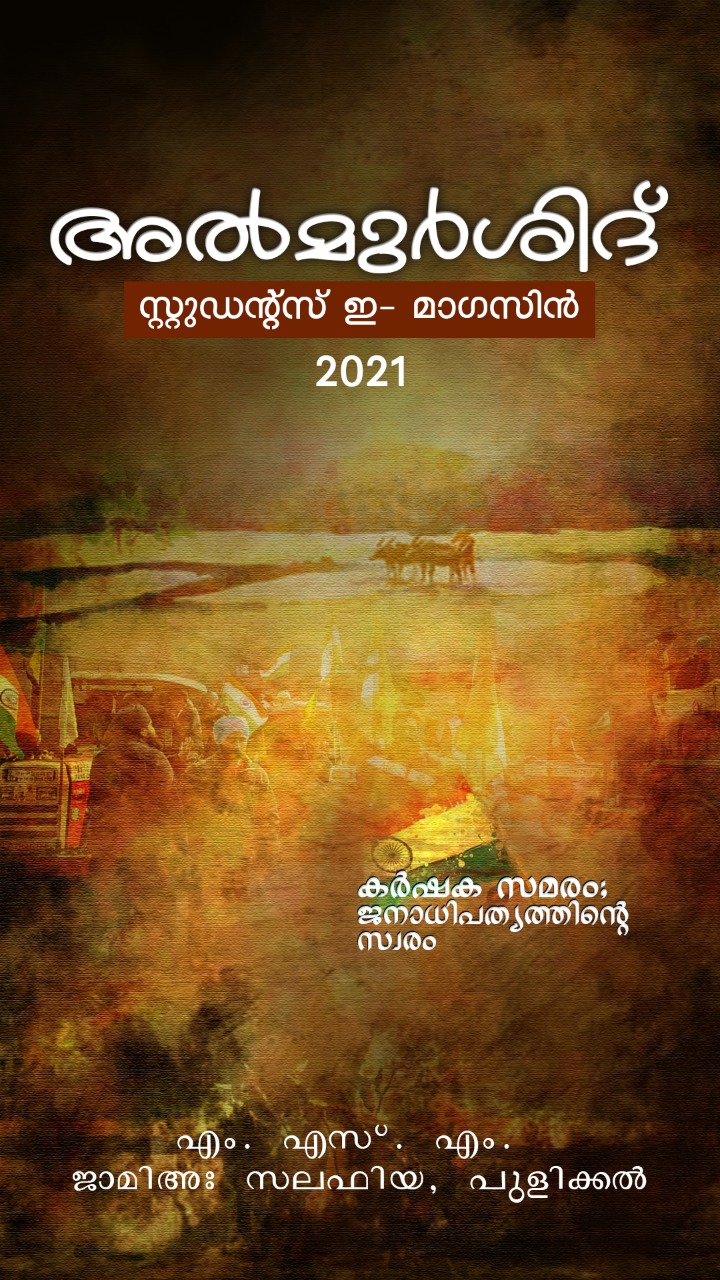 അൽമുർശിദ്
സ്റ്റുഡന്റ്സ് ഇ- മാഗസിൻ
2021
കർഷക സമരം;
ജനാധിപത്യത്തിന്റെ
സ്വരം
എം. എസ്. എം.
ജാമിഅഃ സലഫിയ, പുളിക്കൽ